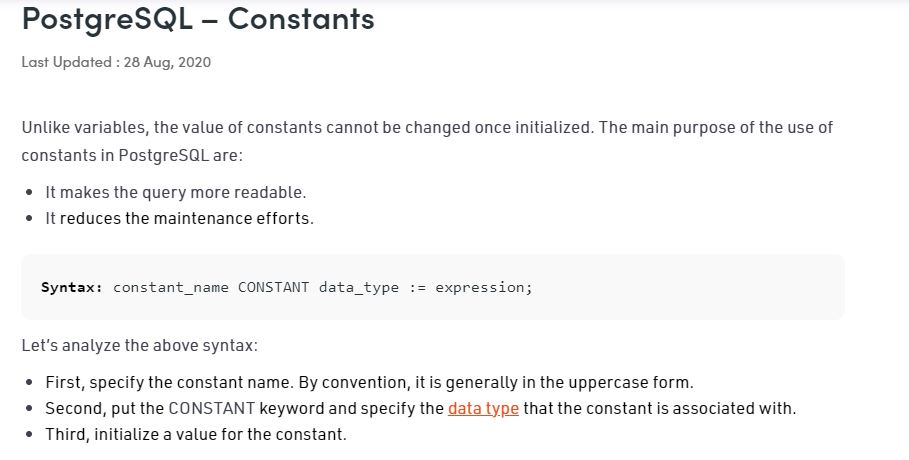 PostgreSQL – Constants
Last Updated : 28 Aug, 2020
Unlike variables, the value of constants cannot be changed once initialized. The main purpose of the use of
constants in PostgreSQL are:
• It makes the query more readable.
• It reduces the maintenance efforts.
Syntax: constant_name CONSTANT data_type := expression;
Let's analyze the above syntax:
• First, specify the constant name. By convention, it is generally in the uppercase form.
• Second, put the CONSTANT keyword and specify the data type that the constant is associated with.
• Third, initialize a value for the constant.